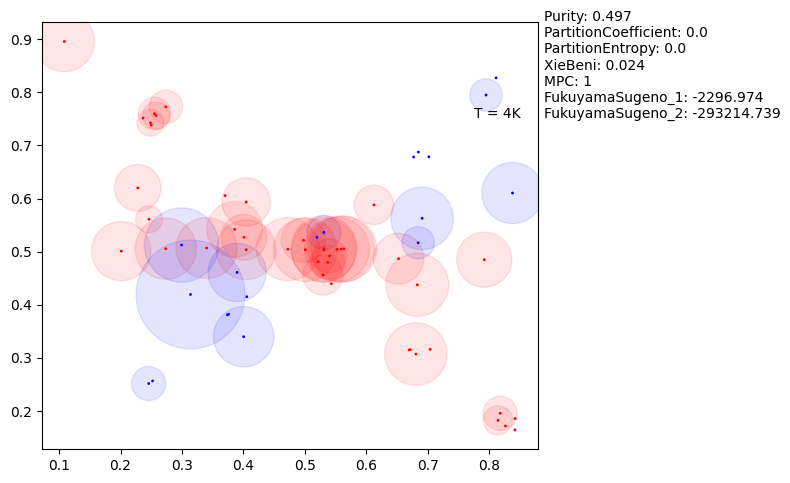 Purity: 0.497
PartitionCoefficient: 0.0
PartitionEntropy: 0.0
XieBeni: 0.024
MPC: 1
FukuyamaSugeno_1: -2296.974
FukuyamaSugeno_2: -293214.739
T = 4K
0.9
0.8
0.7
0.6
0.5
0.4
0.3
0.2
0.1 0.2 0.3 0.4 0.5 0.6 0.7 0.8